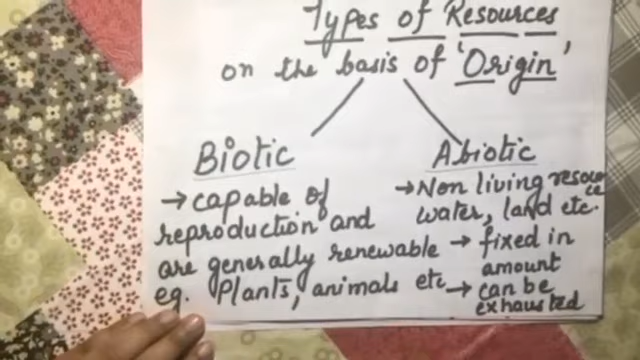 Types of Resources
on the basis of 'Origin'
Biotic
→ capable of
reproduction and
are generally renewable
eg. Plants, animals etc
Abiotic
→ Non living resource
water, land etc.
→ fixed in
amount
→ can be
exhausted